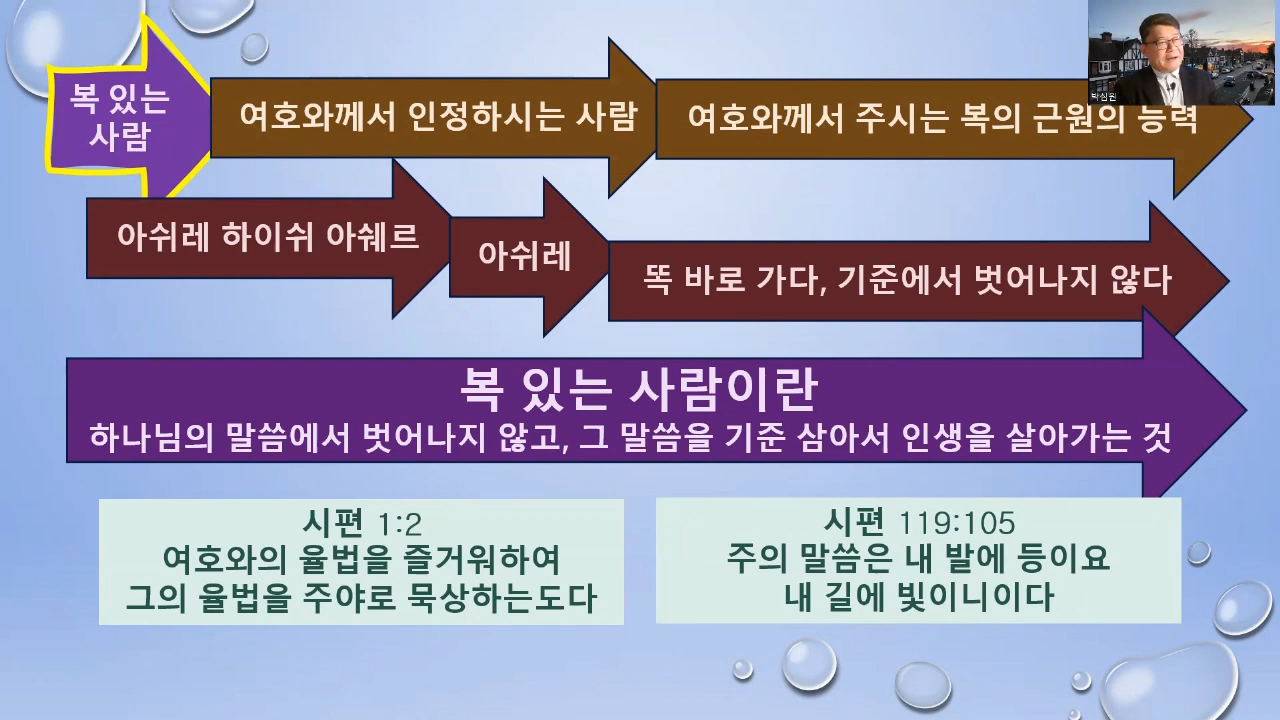 복 있는
사람
여호와께서 인정하시는 사람
여호와께서 주시는 복의 근원의 능력
박심원
아쉬레 하이쉬 아쉐르
아쉬레
똑 바로 가다, 기준에서 벗어나지 않다
복 있는 사람이란
하나님의 말씀에서 벗어나지 않고, 그 말씀을 기준 삼아서 인생을 살아가는 것
시편 1:2
여호와의 율법을 즐거워하여
그의 율법을 주야로 묵상하는도다
시편 119:105
주의 말씀은 내 발에 등이요
내 길에 빛이니이다